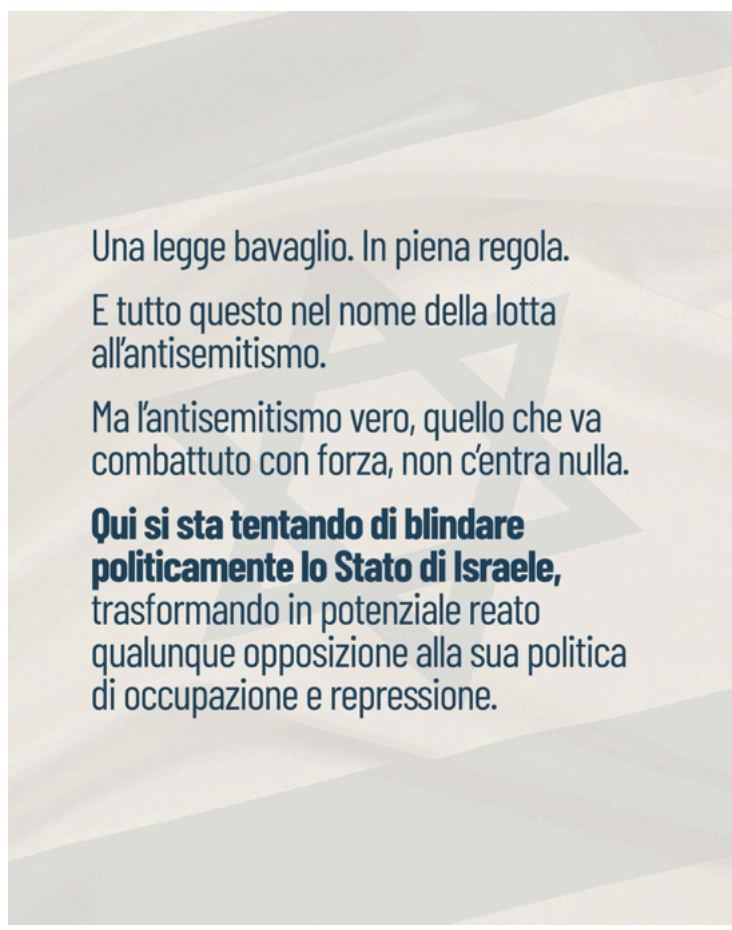 Una legge bavaglio. In piena regola.
E tutto questo nel nome della lotta
all'antisemitismo.
Ma l'antisemitismo vero, quello che va
combattuto con forza, non c'entra nulla.
Qui si sta tentando di blindare
politicamente lo Stato di Israele,
trasformando in potenziale reato
qualunque opposizione alla sua politica
di occupazione e repressione.